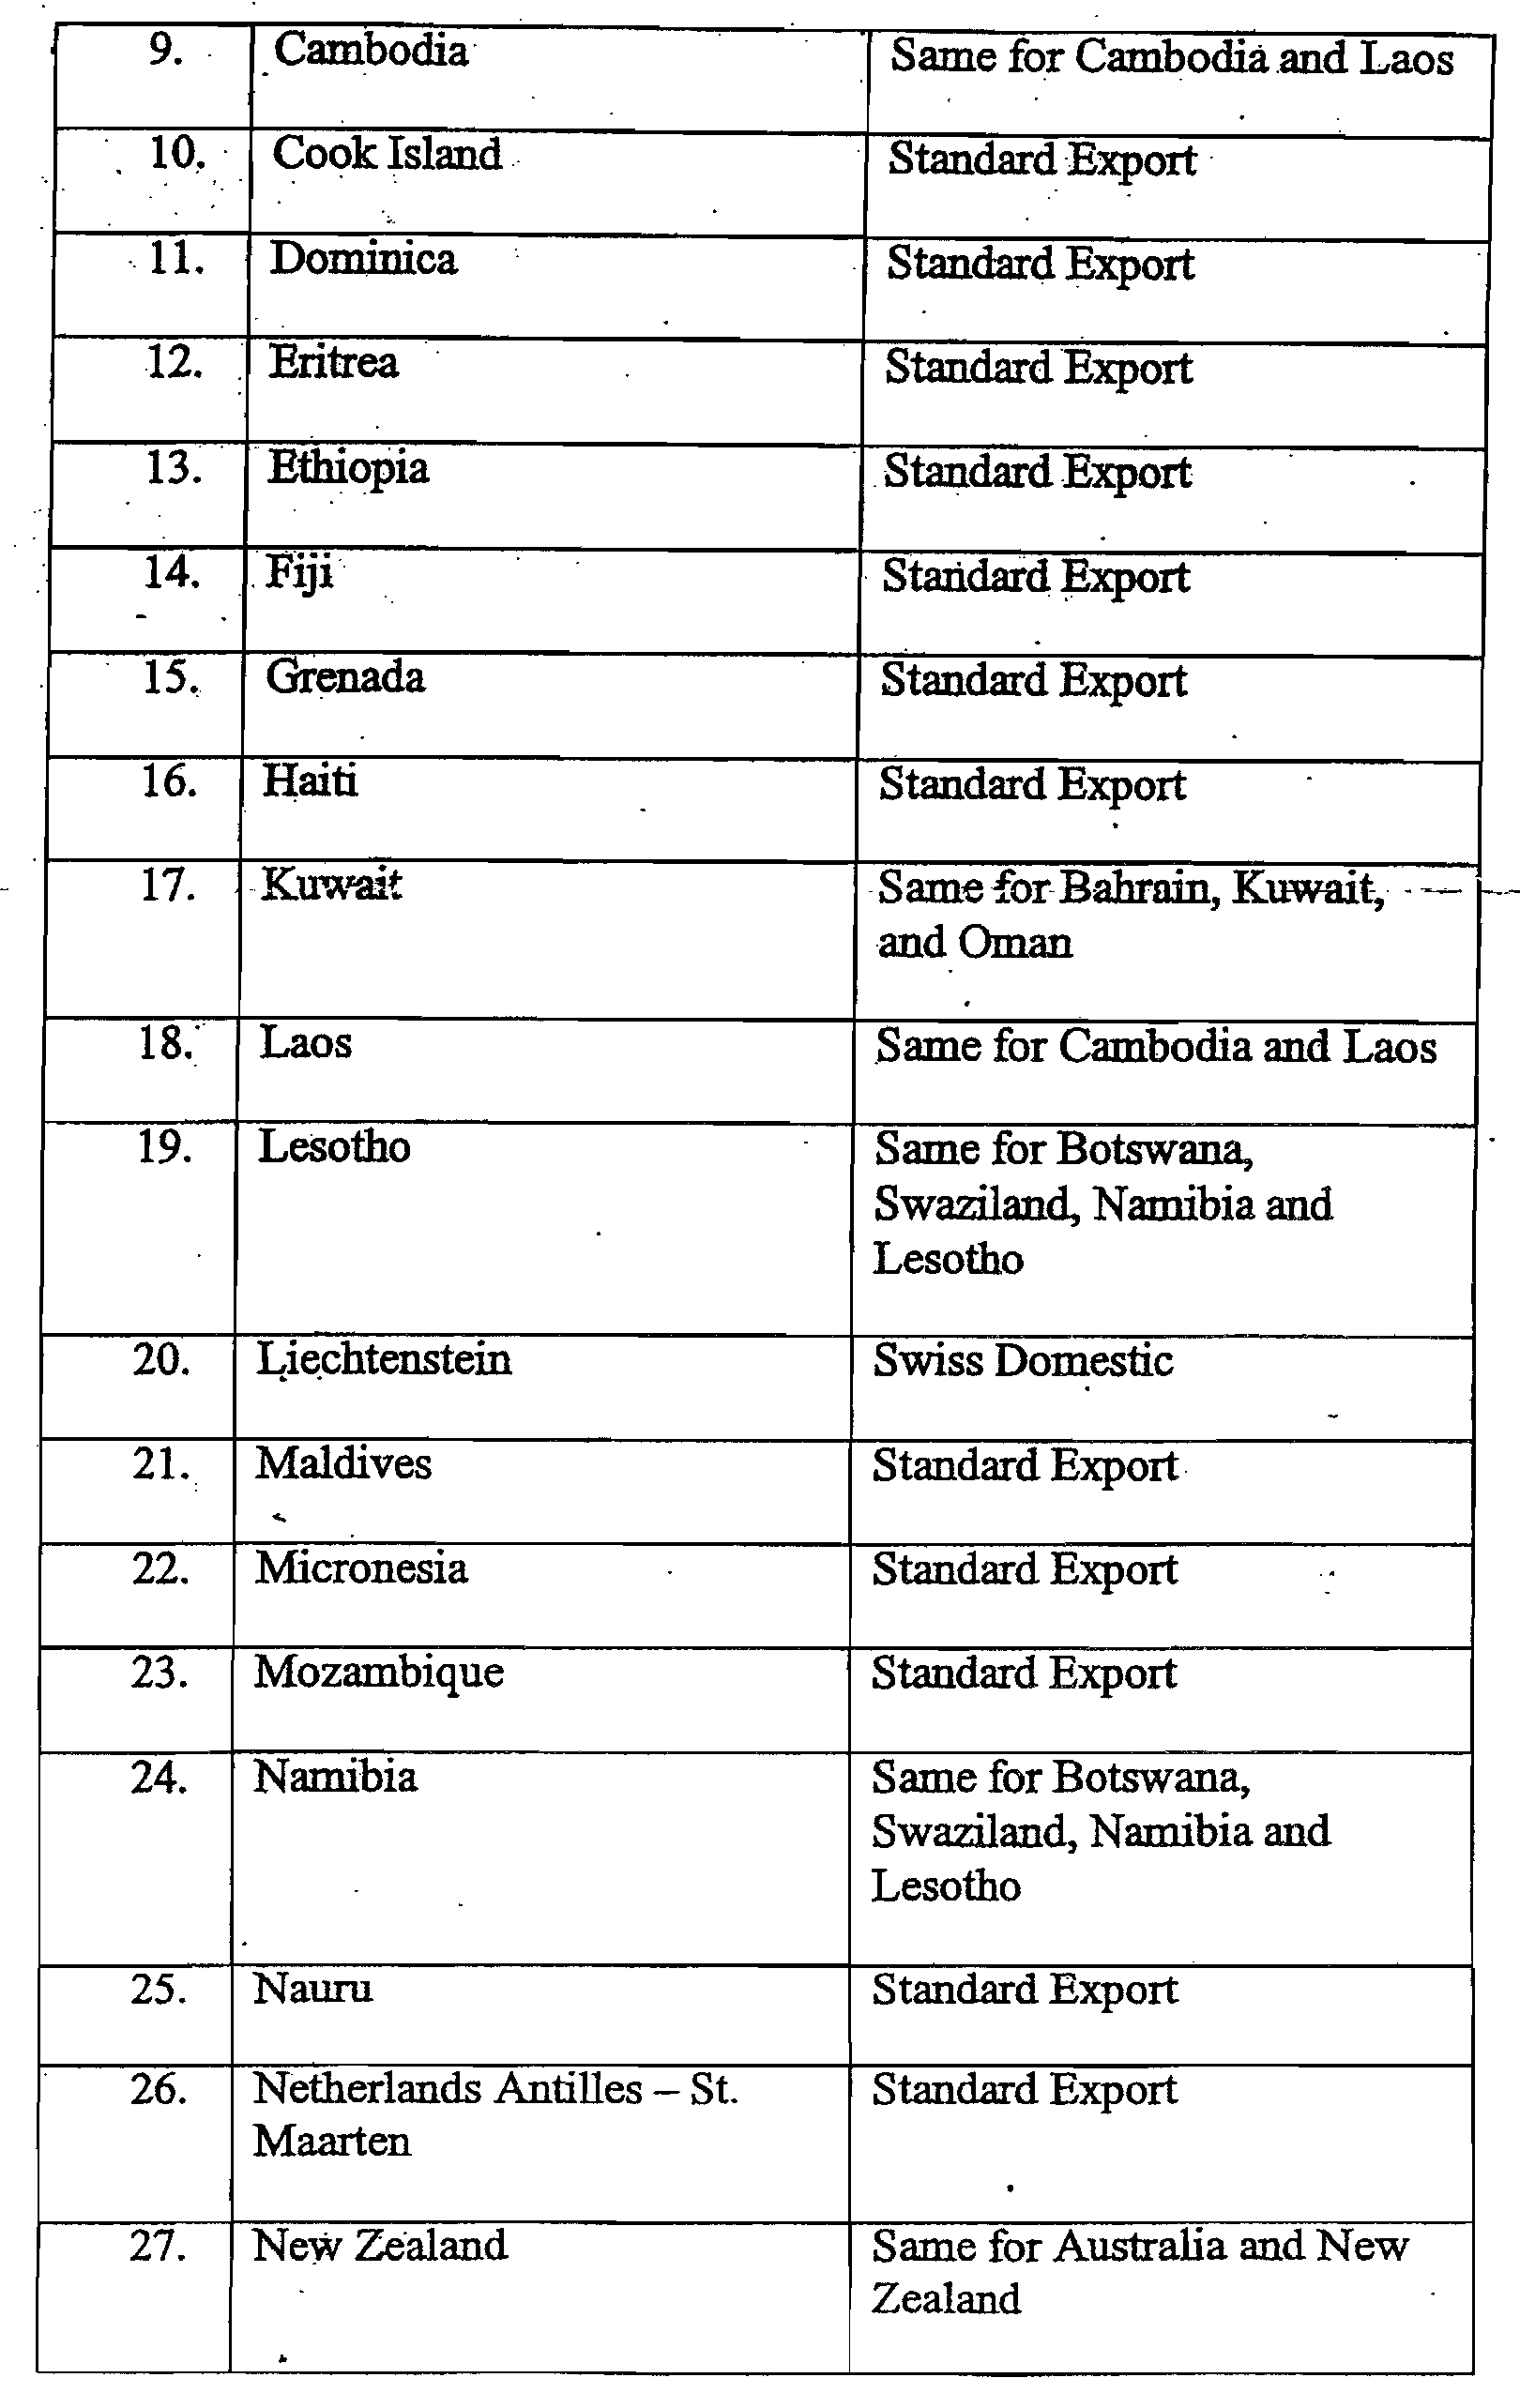 9. Cambodia Same for Cambodia and Laos
10. Cook Island Standard Export
11. Dominica Standard Export
12. Eritrea Standard Export
13. Ethiopia Standard Export
14. Fiji Standard Export
15. Grenada Standard Export
16. Haiti Standard Export
17. Kuwait Same for Bahrain, Kuwait,
and Oman
18. Laos Same for Cambodia and Laos
19. Lesotho Same for Botswana,
Swaziland, Namibia and
Lesotho
20. Liechtenstein Swiss Domestic
21. Maldives Standard Export
22. Micronesia Standard Export
23. Mozambique Standard Export
24. Namibia Same for Botswana,
Swaziland, Namibia and
Lesotho
25. Nauru Standard Export
26. Netherlands Antilles – St. Standard Export
Maarten
27. New Zealand Same for Australia and New
Zealand